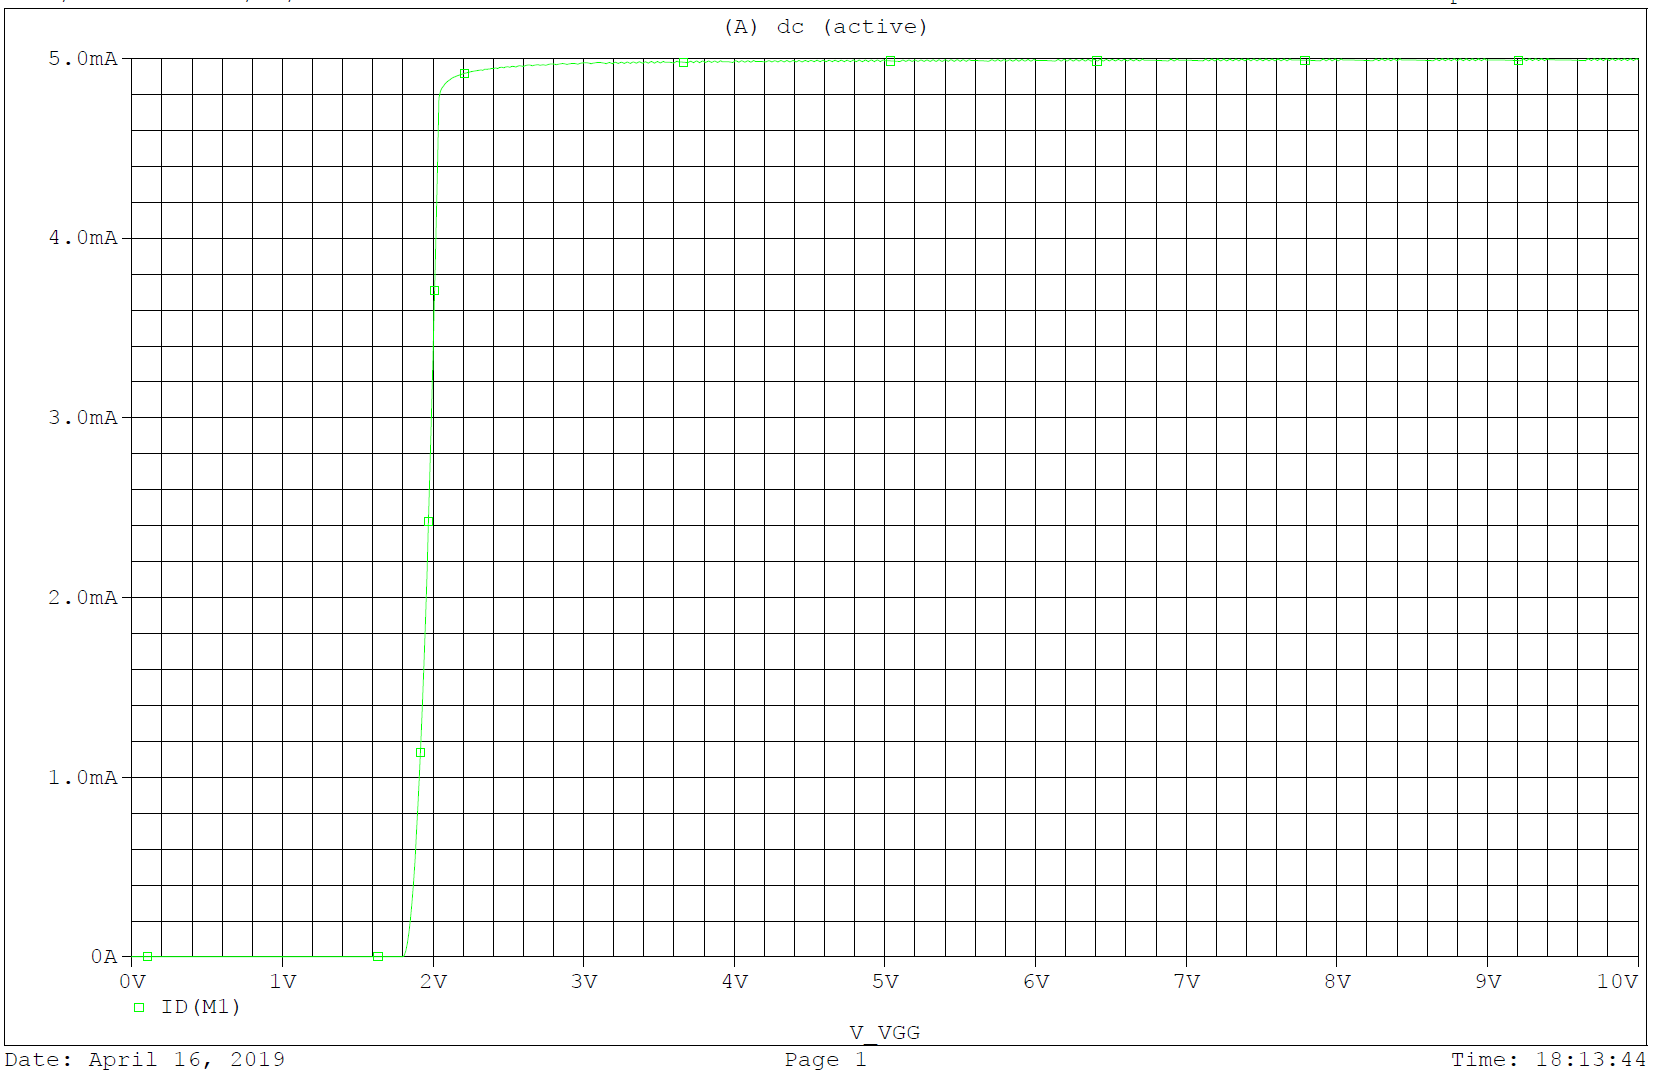 (A) dc (active)
5.0mA
4.0mA
3.0mA
2.0mA
1.0mA
0A
0V 1V 2V 3V 4V 5V 6V 7V 8V 9V 10V
ID(M1)
V_VGG
Date: April 16, 2019 Page 1 Time: 18:13:44